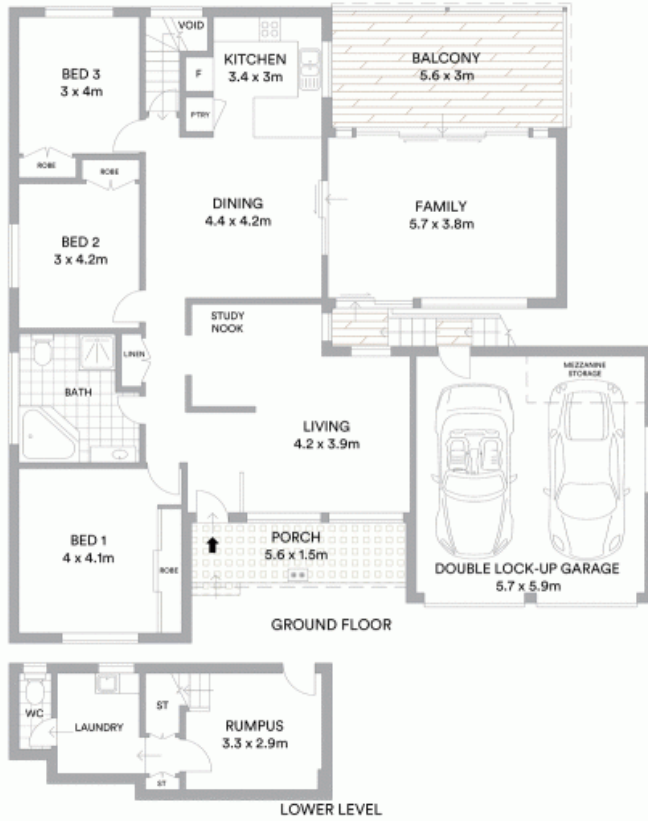 VOID
KITCHEN
3.4 x 3m
BED 3
3 x 4m
F
PTRY
BALCONY
5.6 x 3m
ROBE
ROBE
DINING
4.4 x 4.2m
FAMILY
5.7 x 3.8m
BED 2
3 x 4.2m
STUDY
NOOK
LINEN
BATH
MEZZANINE
STORAGE
LIVING
4.2 x 3.9m
BED 1
4 x 4.1m
ROBE
PORCH
5.6 x 1.5m
DOUBLE LOCK-UP GARAGE
5.7 x 5.9m
GROUND FLOOR
WC
LAUNDRY
ST
RUMPUS
3.3 x 2.9m
ST
LOWER LEVEL